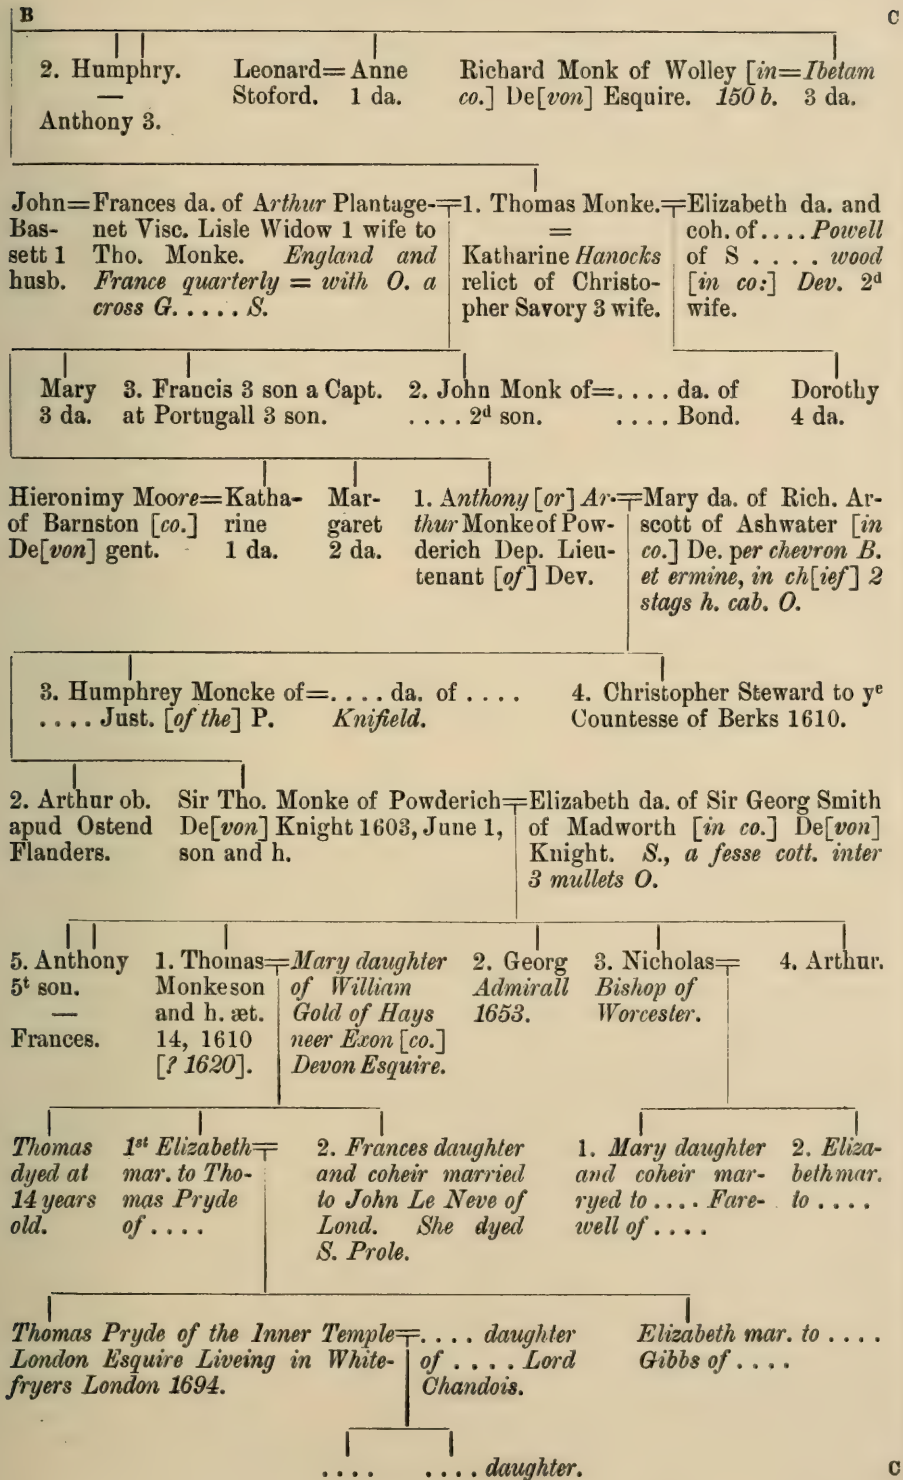 B C
2. Humphry.
—
Anthony 3.
Leonard=Anne
Stoford. 1 da.
Richard Monk of Wolley [in=Ibetam
co.] De[von] Esquire. 150 b. 3 da.
John=Frances da. of Arthur Plantage-=1. Thomas Monke.=Elizabeth da. and
Bas- net Visc. Lisle Widow 1 wife to = coh. of .... Powell
sett 1 Tho. Monke. England and Katharine Hanocks of S .... wood
husb. France quarterly = with O. a relict of Christo- [in co:] Dev. 2d
cross G. .... S. pher Savory 3 wife. wife.
Mary 3. Francis 3 son a Capt. 2. John Monk of=.... da. of Dorothy
3 da. at Portugall 3 son. .... 2d son. .... Bond. 4 da.
Hieronimy Moore=Katha- Mar- 1. Anthony [or] Ar-=Mary da. of Rich. Ar-
of Barnston [co.] rine garet thur Monke of Pow- scott of Ashwater [in
De[von] gent. 1 da. 2 da. derich Dep. Lieu- co.] De. per chevron B.
tenant [of] Dev. et ermine, in ch[ief] 2
stags h. cab. O.
3. Humphrey Moncke of=.... da. of .... 4. Christopher Steward to ye
.... Just. [of the] P. Knifield. Countesse of Berks 1610.
2. Arthur ob. Sir Tho. Monke of Powderich=Elizabeth da. of Sir Georg Smith
apud Ostend De[von] Knight 1603, June 1, of Madworth [in co.] De[von]
Flanders. son and h. Knight. S., a fesse cott. inter
3 mullets O.
5. Anthony 1. Thomas=Mary daughter 2. Georg 3. Nicholas= 4. Arthur.
5t son. Monke son of William Admirall Bishop of
— and h. æt. Gold of Hays 1653. Worcester.
Frances. 14, 1610 neer Exon [co.]
[? 1620]. Devon Esquire.
Thomas 1st Elizabeth= 2. Frances daughter 1. Mary daughter 2. Eliza-
dyed at mar. to Tho- and coheir married and coheir mar- beth mar.
14 years mas Pryde to John Le Neve of ryed to .... Fare- to ....
old. of .... Lond. She dyed well of ....
S. Prole.
Thomas Pryde of the Inner Temple=.... daughter Elizabeth mar. to ....
London Esquire Liveing in White- of .... Lord Gibbs of ....
fryers London 1694. Chandois.
.... .... daughter. C